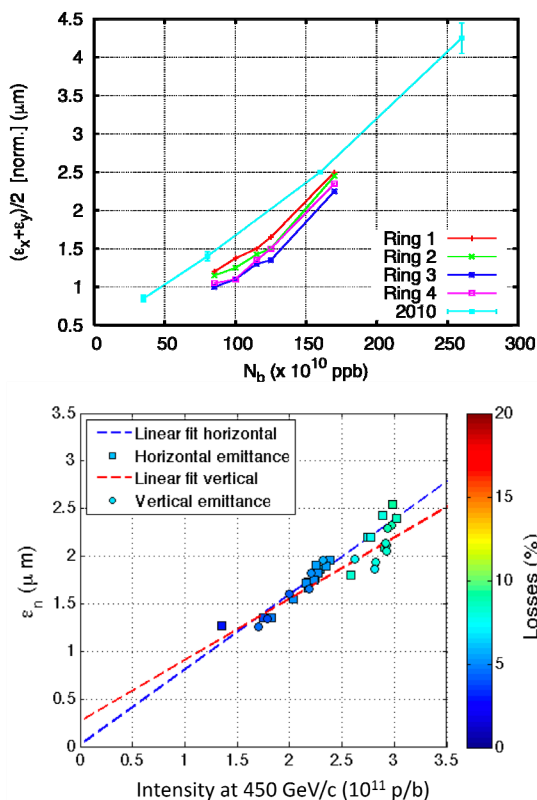 4.5
4
3.5
3
2.5
2
1.5
1
0.5
(εx+εy)/2 [norm.] (μm)
Ring 1
Ring 2
Ring 3
Ring 4
2010
0 50 100 150 200 250 300
Nb (x 10^10 ppb)
3.5
3
2.5
2
1.5
1
0.5
0
εn (μ m)
Linear fit horizontal
Horizontal emittance
Linear fit vertical
Vertical emittance
0 0.5 1 1.5 2 2.5 3 3.5
Intensity at 450 GeV/c (10^11 p/b)
20
15
10
5
0
Losses (%)